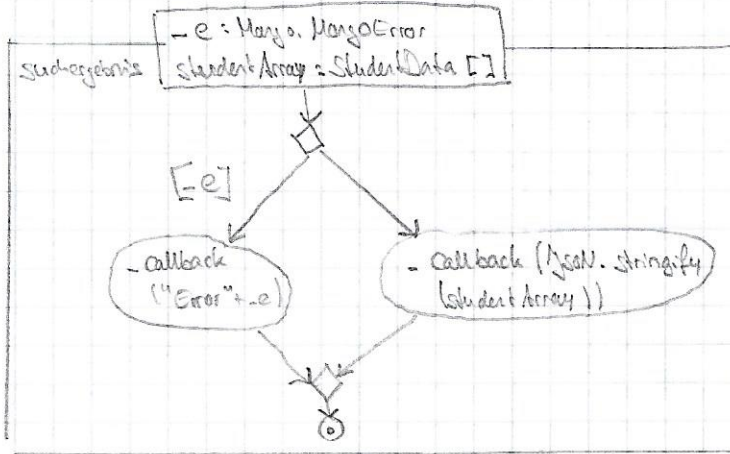 _e : Mongo. MongoError
studentArray : StudentData []
suchergebnis
[_e]
_callback
("Error" + _e)
_callback (JSON. stringify
(studentArray))